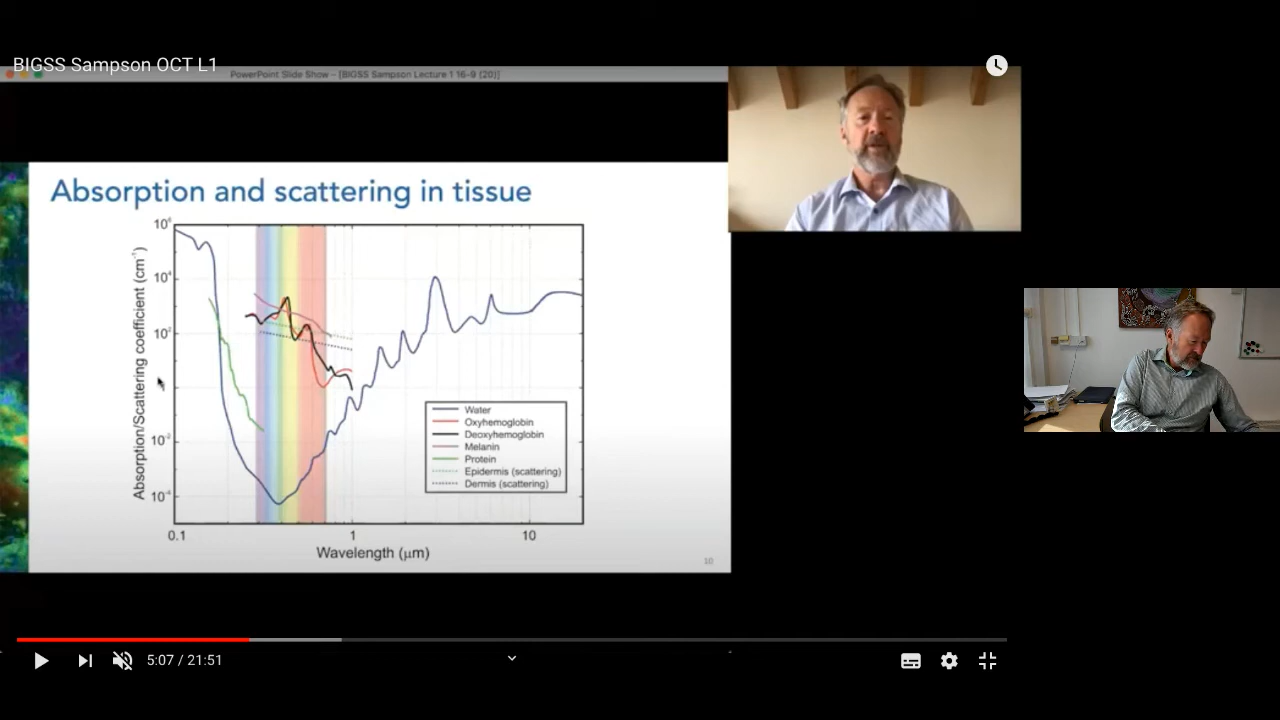 BIGSS Sampson OCT L1
PowerPoint Slide Show - [BIGSS Sampson Lecture 1 16-9 (20)]
Absorption and scattering in tissue
Absorption/Scattering coefficient (cm⁻¹)
10⁶
10⁴
10²
1
10⁻²
10⁻⁴
Water
Oxyhemoglobin
Deoxyhemoglobin
Melanin
Protein
Epidermis (scattering)
Dermis (scattering)
0.1 1 10
Wavelength (μm)
10
5:07 / 21:51